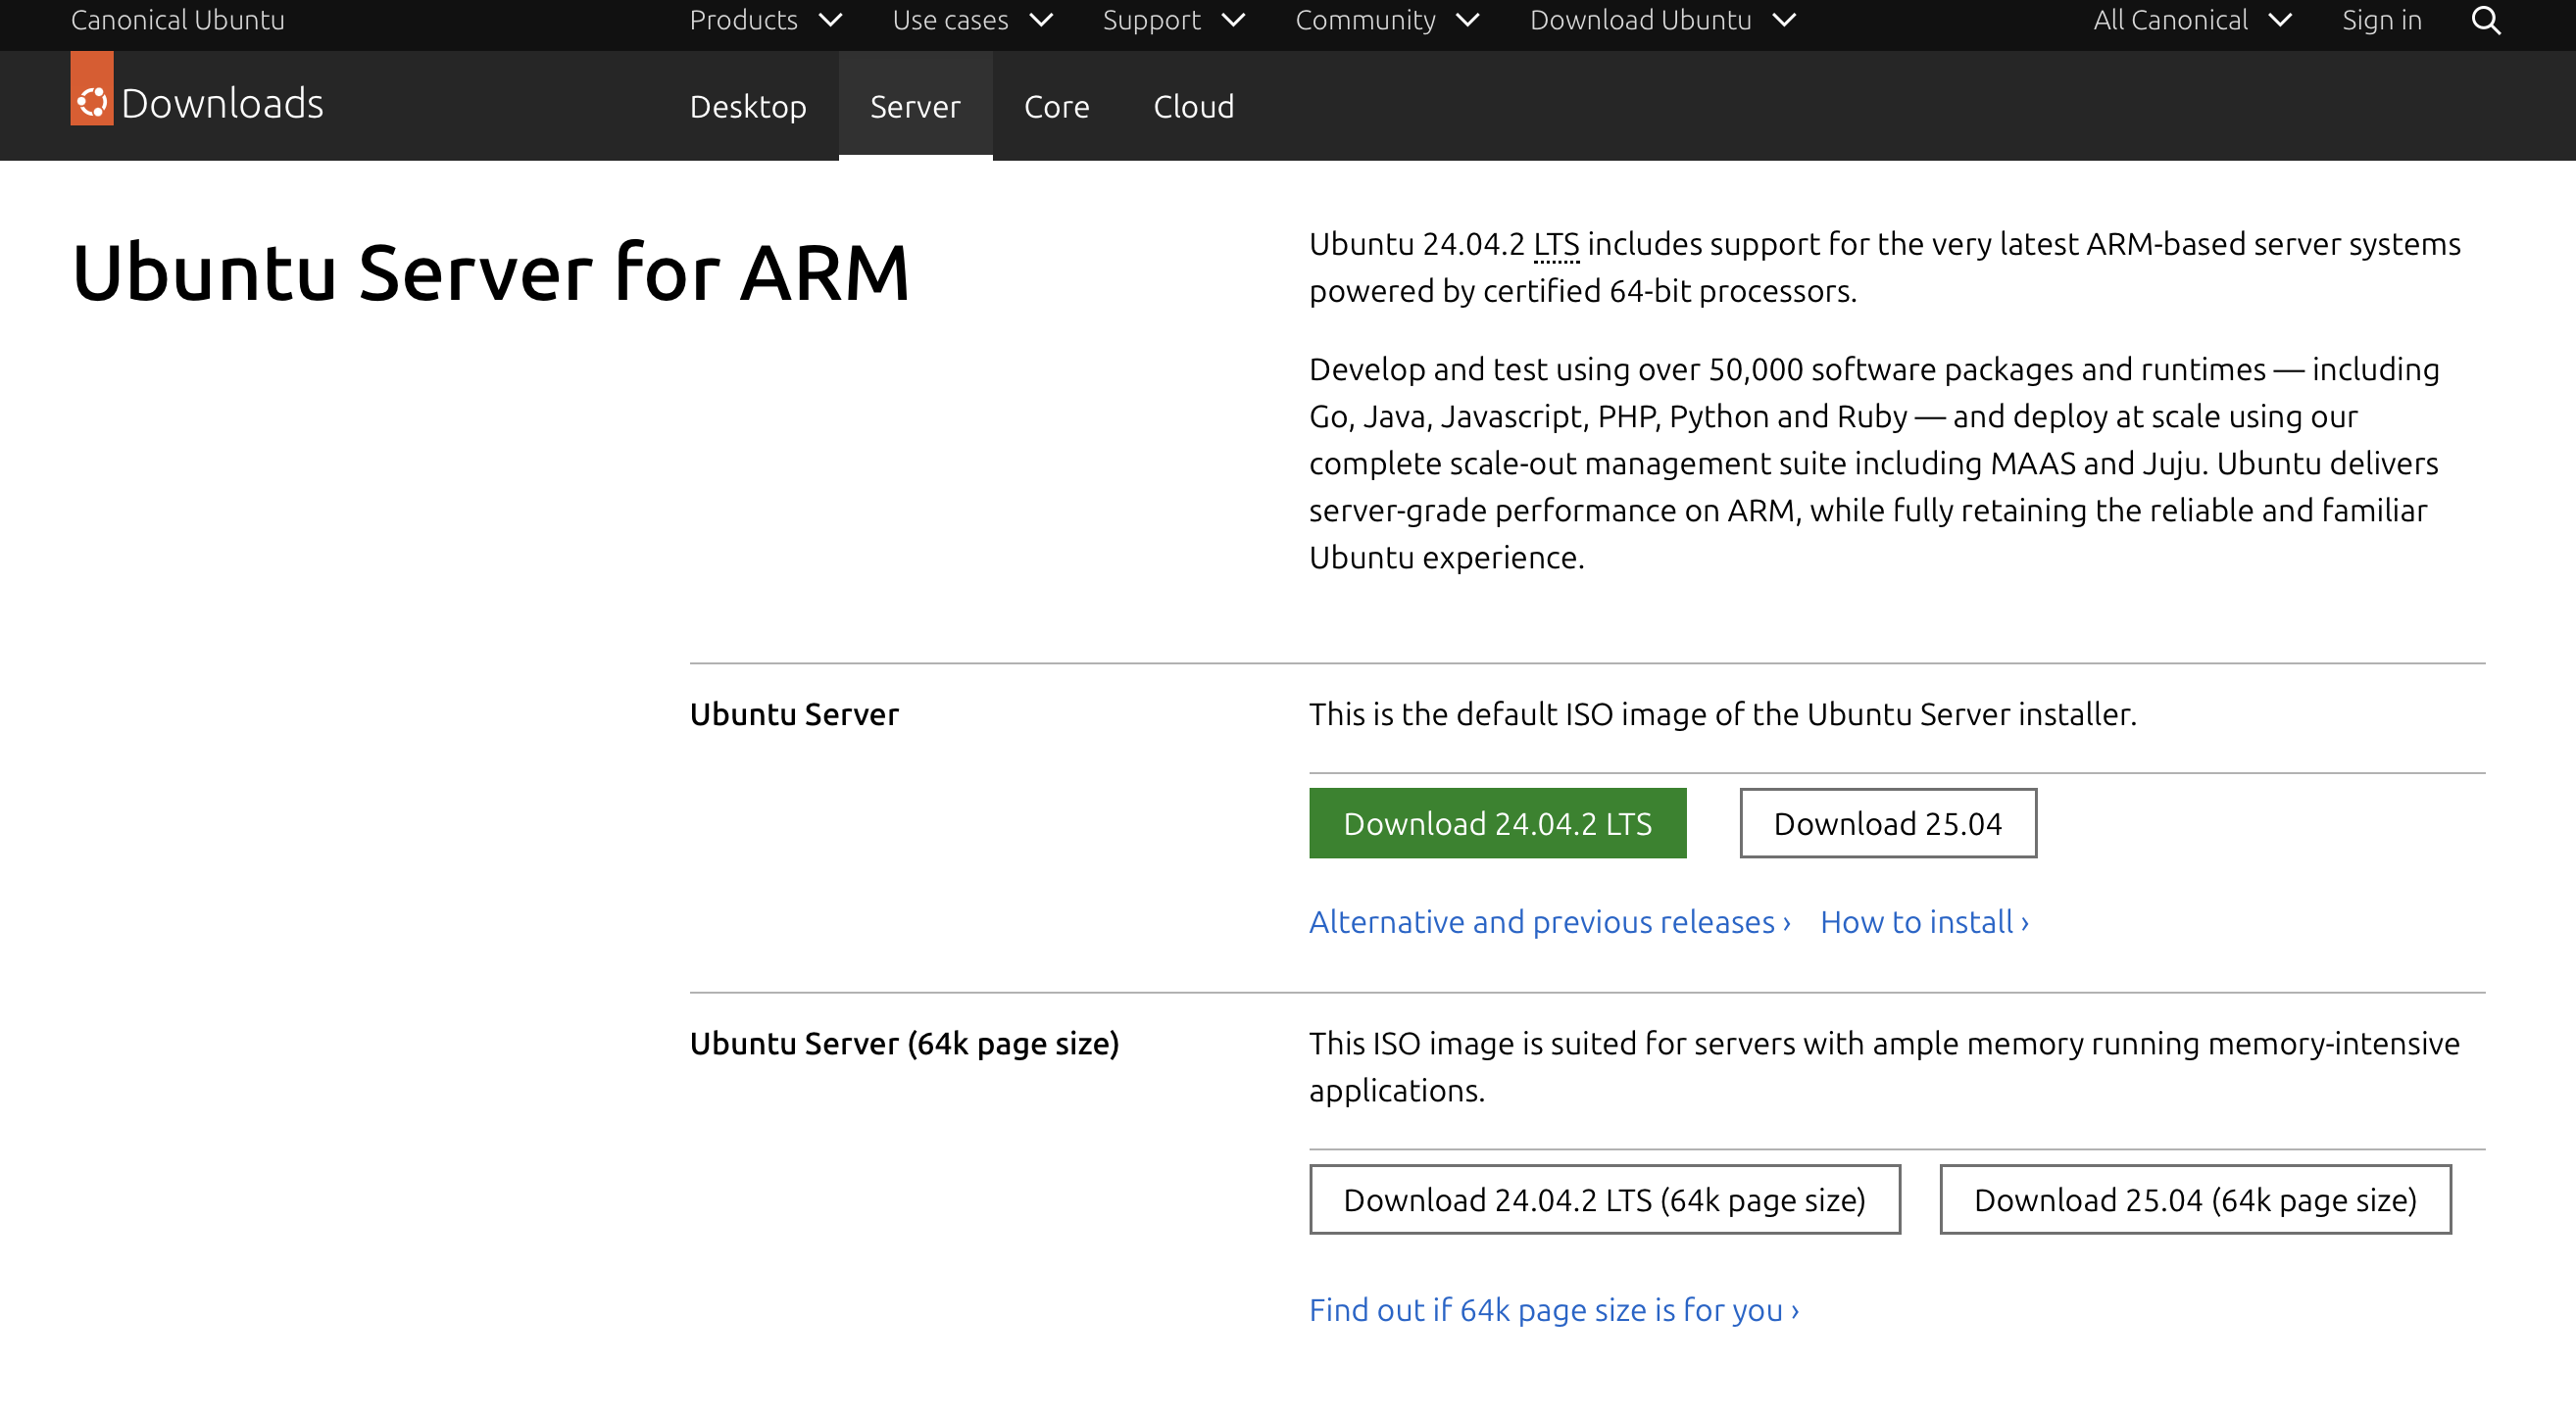 Canonical Ubuntu
Products
Use cases
Support
Community
Download Ubuntu
All Canonical
Sign in
Downloads
Desktop
Server
Core
Cloud
Ubuntu Server for ARM
Ubuntu 24.04.2 LTS includes support for the very latest ARM-based server systems
powered by certified 64-bit processors.
Develop and test using over 50,000 software packages and runtimes — including
Go, Java, Javascript, PHP, Python and Ruby — and deploy at scale using our
complete scale-out management suite including MAAS and Juju. Ubuntu delivers
server-grade performance on ARM, while fully retaining the reliable and familiar
Ubuntu experience.
Ubuntu Server
This is the default ISO image of the Ubuntu Server installer.
Download 24.04.2 LTS
Download 25.04
Alternative and previous releases ›
How to install ›
Ubuntu Server (64k page size)
This ISO image is suited for servers with ample memory running memory-intensive
applications.
Download 24.04.2 LTS (64k page size)
Download 25.04 (64k page size)
Find out if 64k page size is for you ›